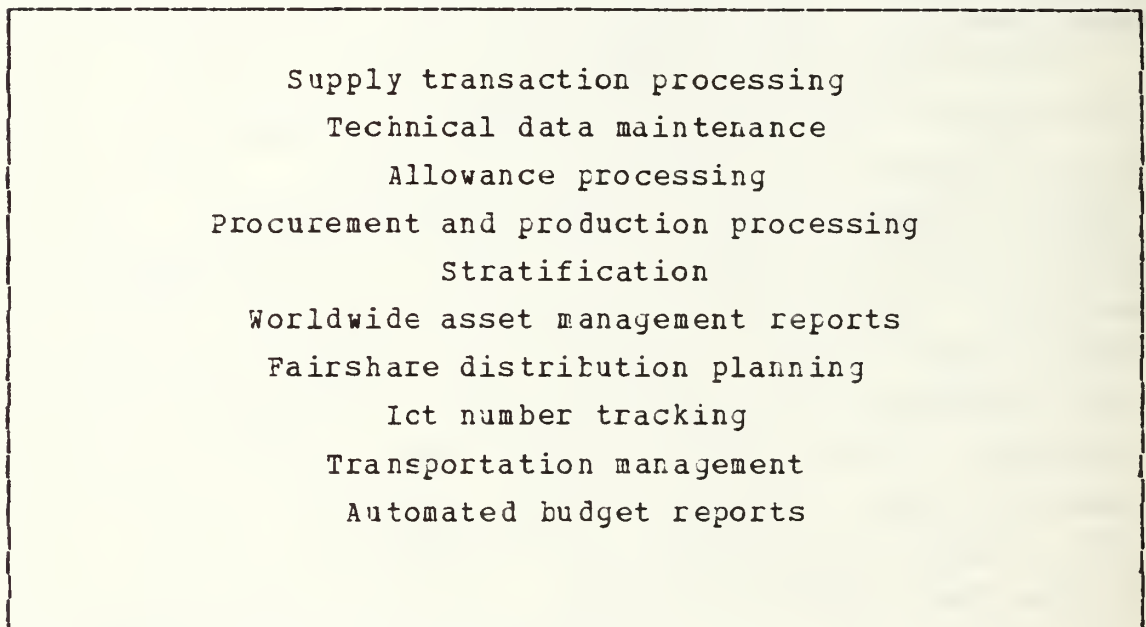 Supply transaction processing
Technical data maintenance
Allowance processing
Procurement and production processing
Stratification
Worldwide asset management reports
Fairshare distribution planning
Lot number tracking
Transportation management
Automated budget reports